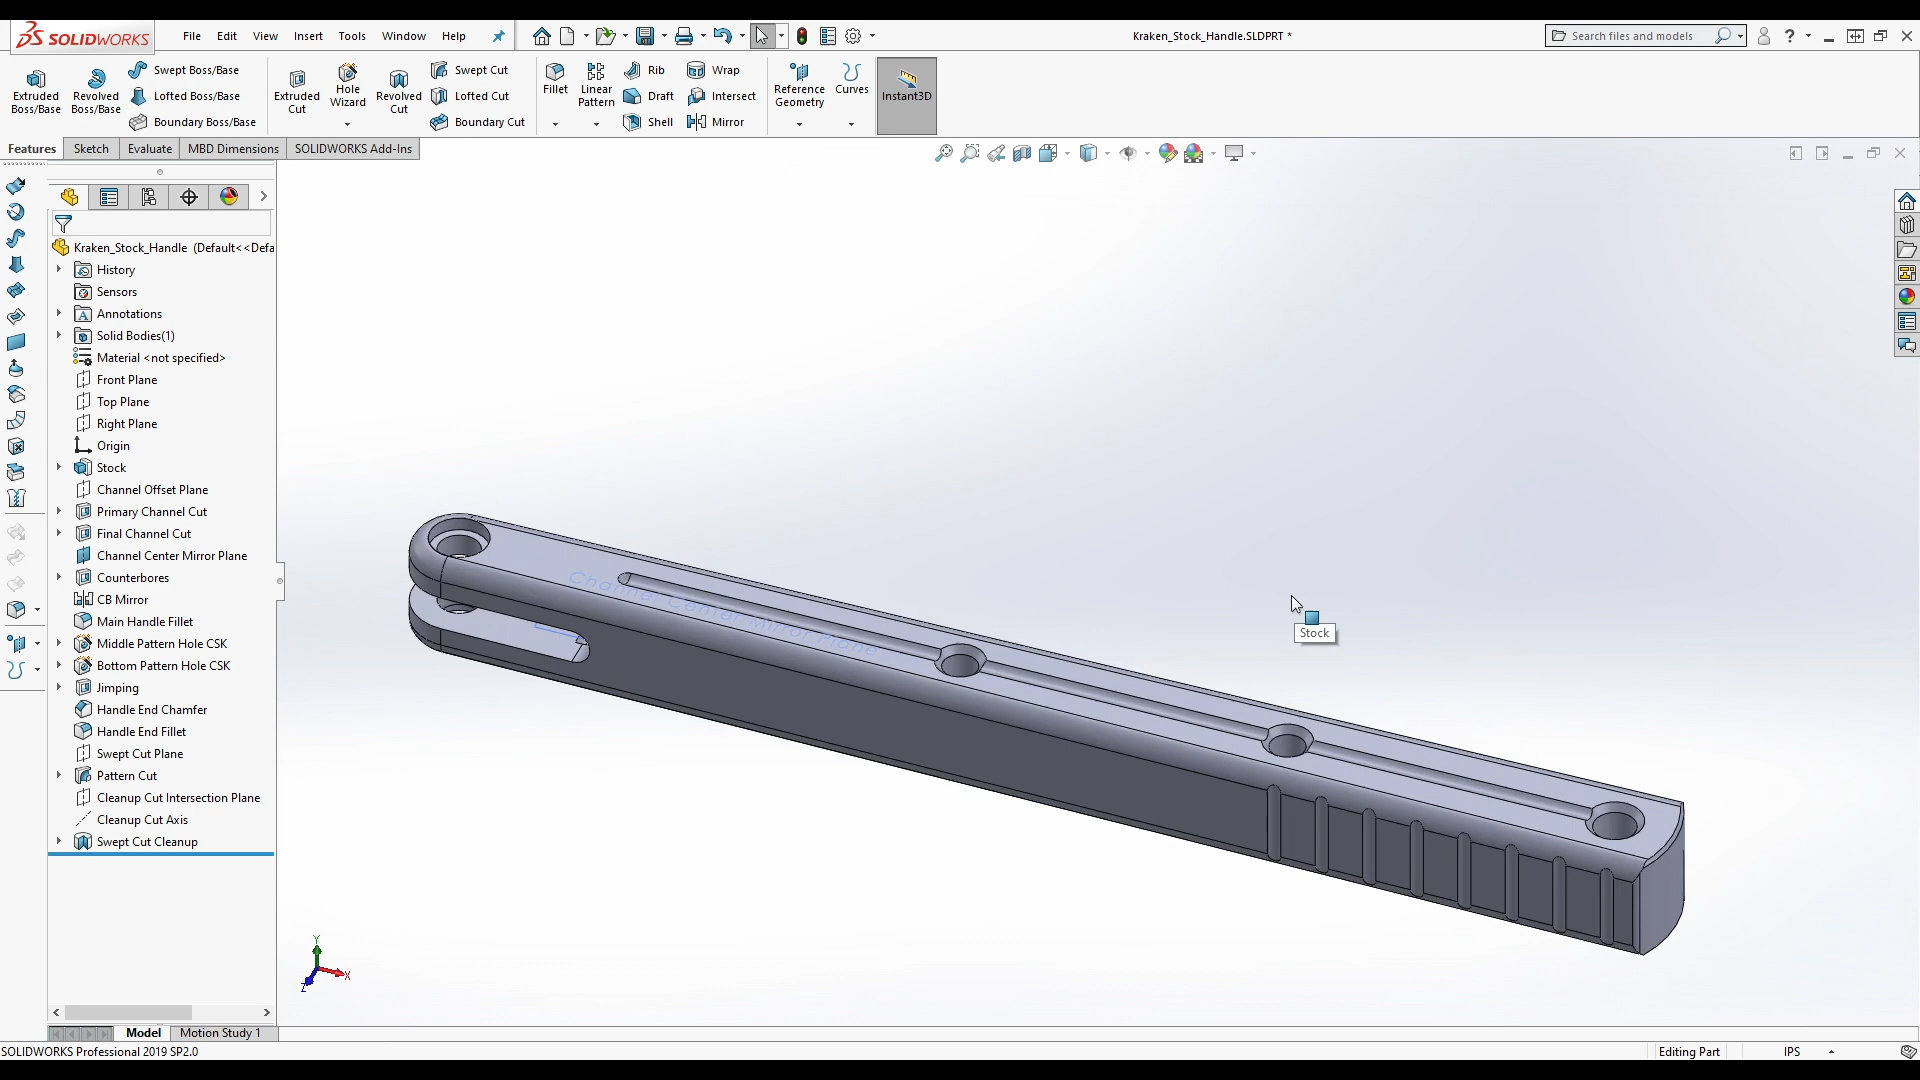 SOLIDWORKS
File Edit View Insert Tools Window Help
Kraken_Stock_Handle.SLDPRT *
Search files and models
Extruded Boss/Base
Revolved Boss/Base
Swept Boss/Base
Lofted Boss/Base
Boundary Boss/Base
Extruded Cut
Hole Wizard
Revolved Cut
Swept Cut
Lofted Cut
Boundary Cut
Fillet
Linear Pattern
Rib
Draft
Shell
Wrap
Intersect
Mirror
Reference Geometry
Curves
Instant3D
Features Sketch Evaluate MBD Dimensions SOLIDWORKS Add-Ins
Kraken_Stock_Handle (Default<<Defa
History
Sensors
Annotations
Solid Bodies(1)
Material <not specified>
Front Plane
Top Plane
Right Plane
Origin
Stock
Channel Offset Plane
Primary Channel Cut
Final Channel Cut
Channel Center Mirror Plane
Counterbores
CB Mirror
Main Handle Fillet
Middle Pattern Hole CSK
Bottom Pattern Hole CSK
Jimping
Handle End Chamfer
Handle End Fillet
Swept Cut Plane
Pattern Cut
Cleanup Cut Intersection Plane
Cleanup Cut Axis
Swept Cut Cleanup
Channel Center Mirror Plane
Stock
Y
X
Z
Model Motion Study 1
SOLIDWORKS Professional 2019 SP2.0
Editing Part
IPS